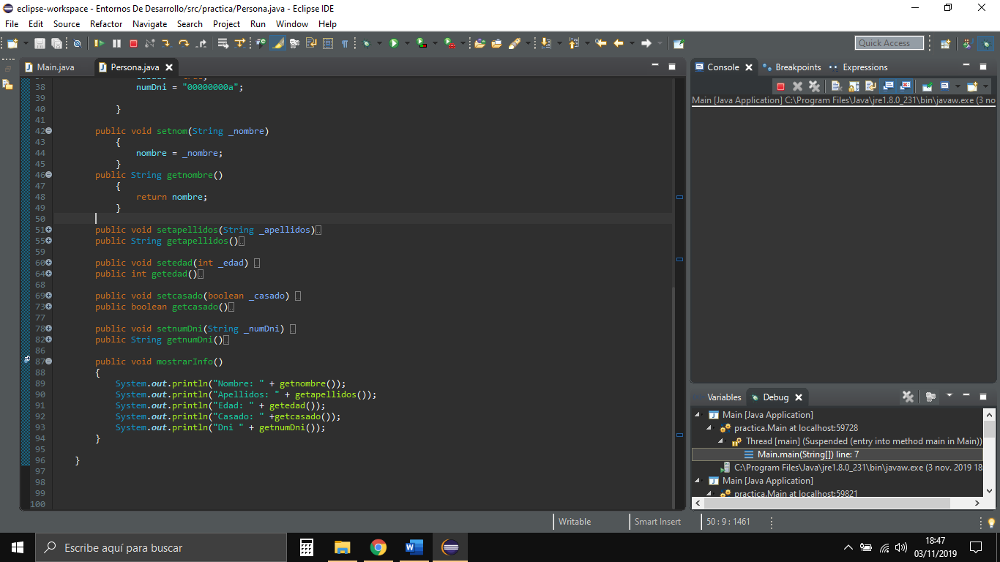 eclipse-workspace - Entornos De Desarrollo/src/practica/Persona.java - Eclipse IDE
File Edit Source Refactor Navigate Search Project Run Window Help
Quick Access
Main.java Persona.java
38 numDni = "00000000a";
39
40 }
41
42 public void setnom(String _nombre)
43 {
44 nombre = _nombre;
45 }
46 public String getnombre()
47 {
48 return nombre;
49 }
50
51 public void setapellidos(String _apellidos)
55 public String getapellidos()
59
60 public void setedad(int _edad)
64 public int getedad()
68
69 public void setcasado(boolean _casado)
73 public boolean getcasado()
77
78 public void setnumDni(String _numDni)
82 public String getnumDni()
86
87 public void mostrarInfo()
88 {
89 System.out.println("Nombre: " + getnombre());
90 System.out.println("Apellidos: " + getapellidos());
91 System.out.println("Edad: " + getedad());
92 System.out.println("Casado: " +getcasado());
93 System.out.println("Dni " + getnumDni());
94 }
95
96 }
97
98
99
100
Console Breakpoints Expressions
Main [Java Application] C:\Program Files\Java\jre1.8.0_231\bin\javaw.exe (3 no
Variables Debug
Main [Java Application]
practica.Main at localhost:59728
Thread [main] (Suspended (entry into method main in Main))
Main.main(String[]) line: 7
C:\Program Files\Java\jre1.8.0_231\bin\javaw.exe (3 nov. 2019 18
Main [Java Application]
practica.Main at localhost:59821
Writable Smart Insert 50 : 9 : 1461
Escribe aquí para buscar
18:47
03/11/2019